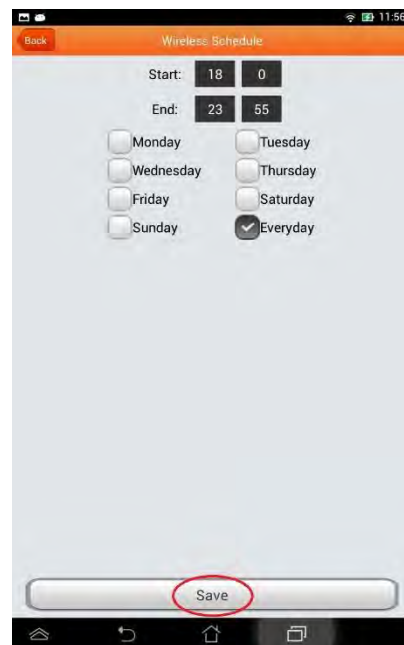 11:56
Back Wireless Schedule
Start: 18 0
End: 23 55
Monday Tuesday
Wednesday Thursday
Friday Saturday
Sunday Everyday
Save